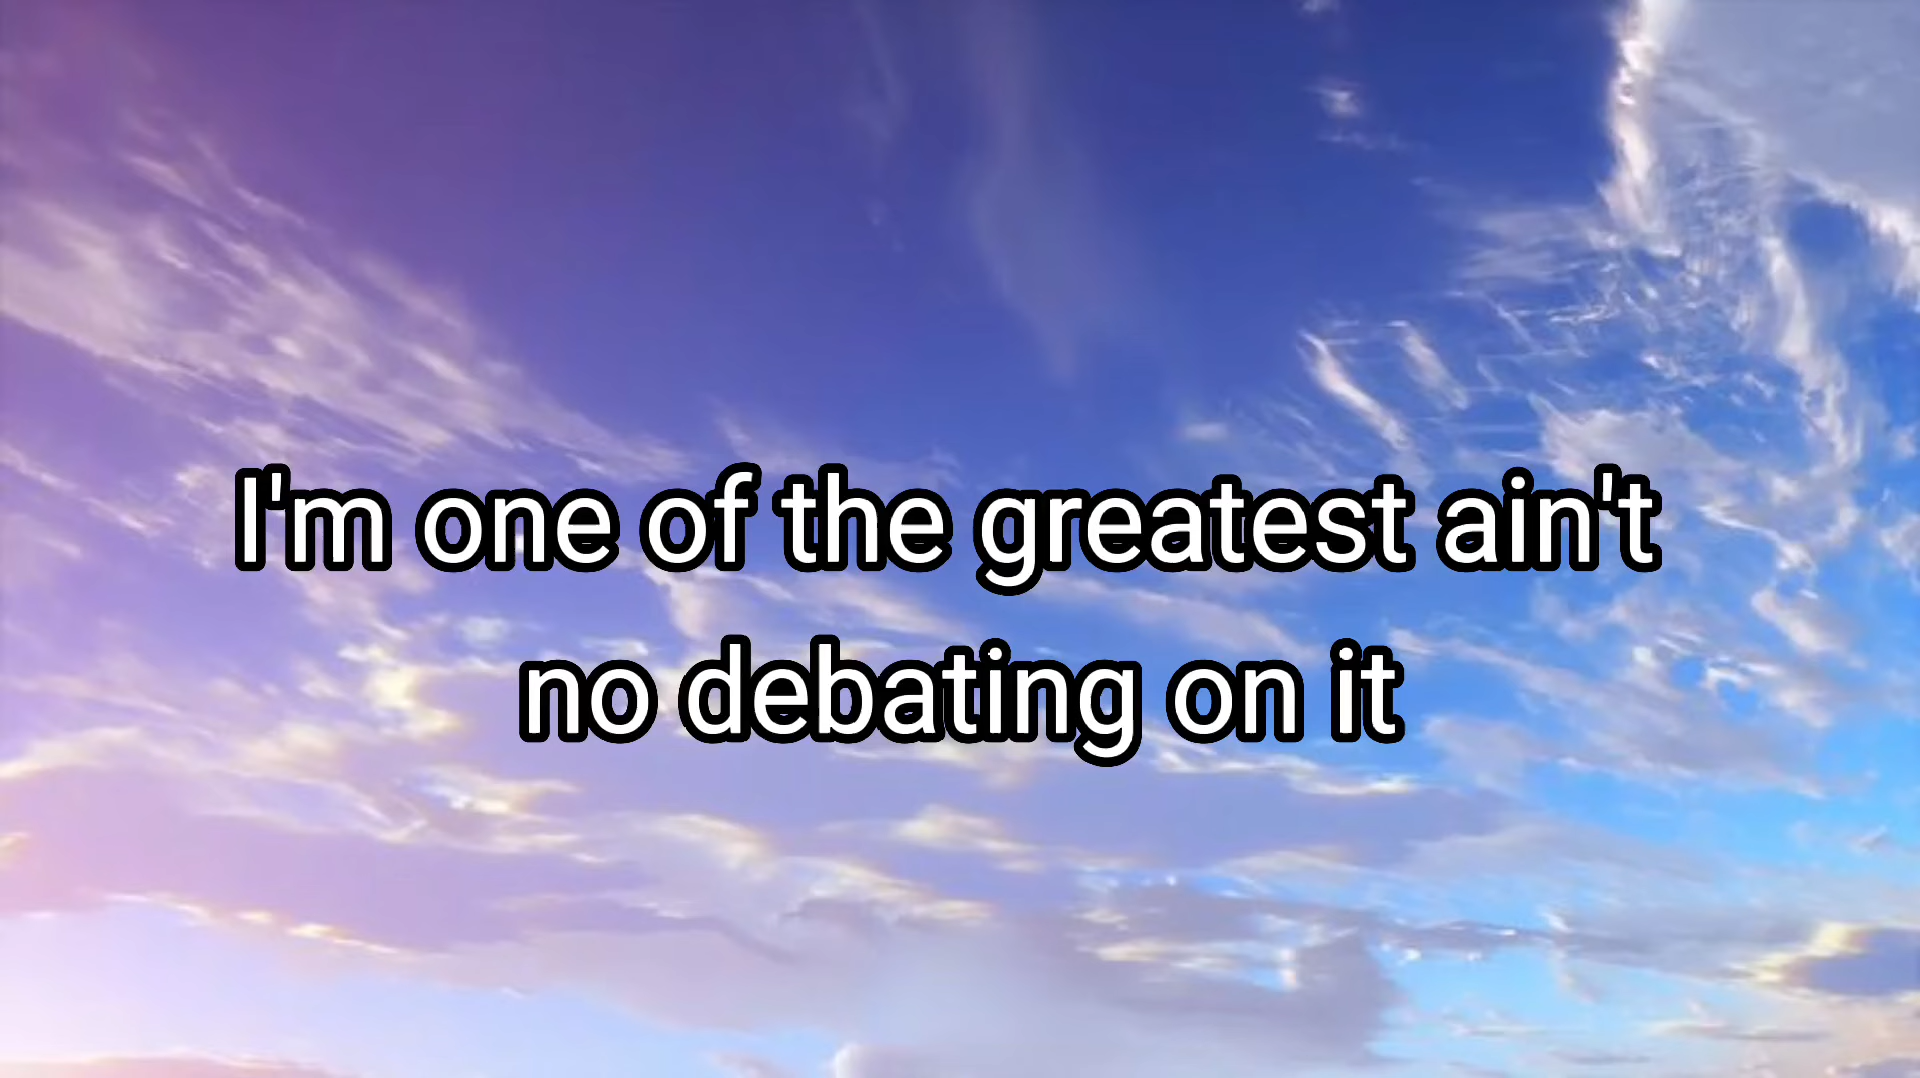 I'm one of the greatest ain't
no debating on it